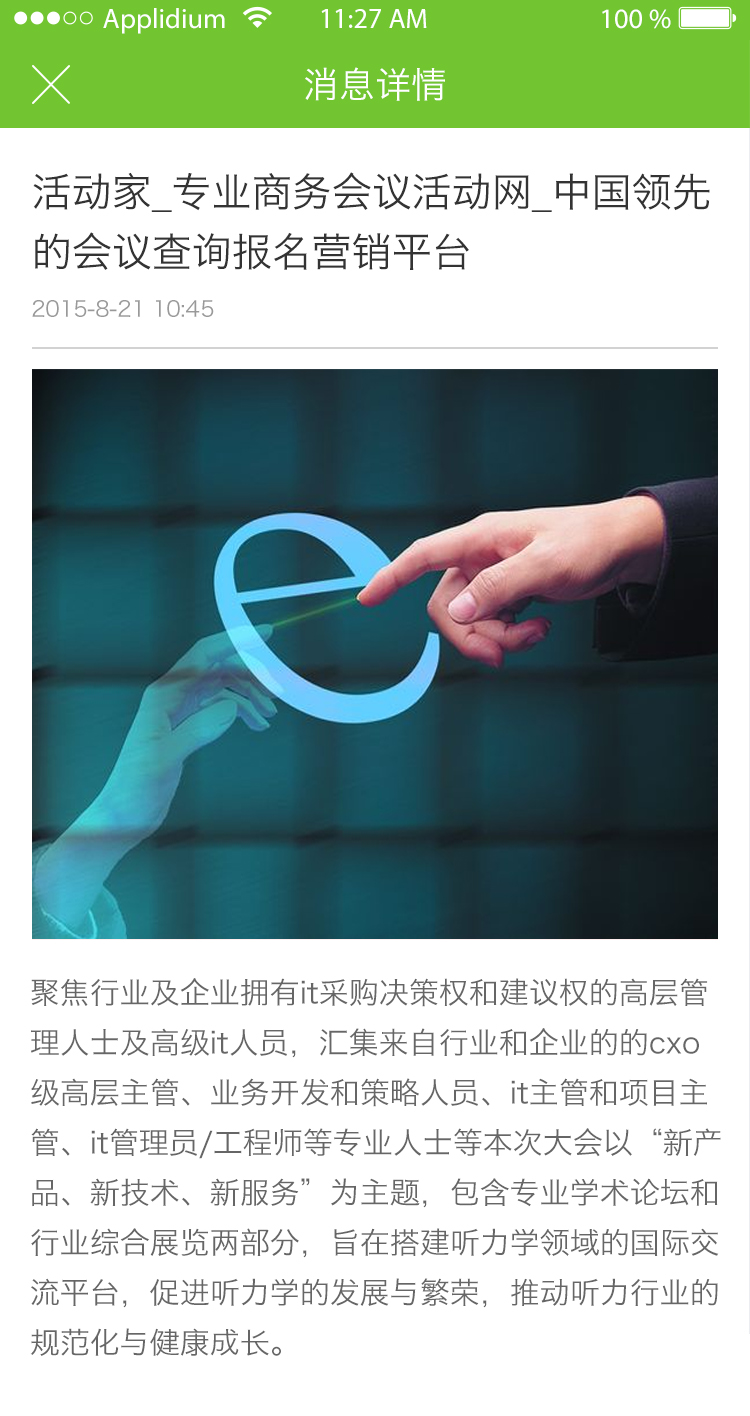 Applidium 11:27 AM 100 %
消息详情
活动家_专业商务会议活动网_中国领先
的会议查询报名营销平台
2015-8-21 10:45
e
聚焦行业及企业拥有it采购决策权和建议权的高层管
理人士及高级it人员，汇集来自行业和企业的的cxo
级高层主管、业务开发和策略人员、it主管和项目主
管、it管理员/工程师等专业人士等本次大会以“新产
品、新技术、新服务”为主题，包含专业学术论坛和
行业综合展览两部分，旨在搭建听力学领域的国际交
流平台，促进听力学的发展与繁荣，推动听力行业的
规范化与健康成长。